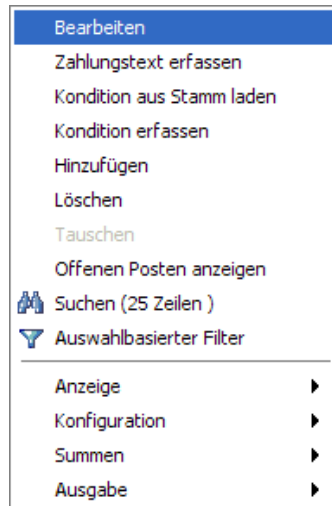 Bearbeiten
Zahlungstext erfassen
Kondition aus Stamm laden
Kondition erfassen
Hinzufügen
Löschen
Tauschen
Offenen Posten anzeigen
Suchen (25 Zeilen )
Auswahlbasierter Filter
Anzeige
Konfiguration
Summen
Ausgabe